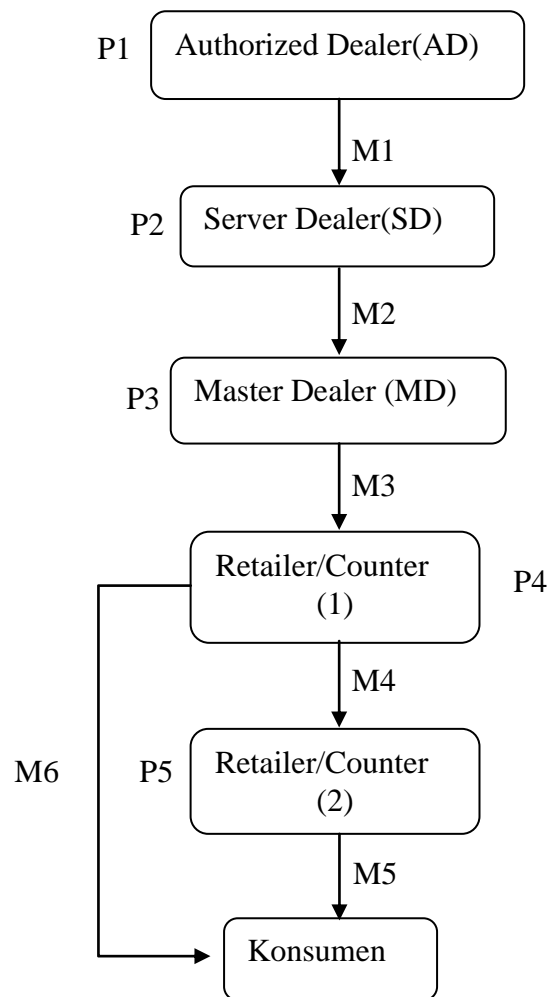 P1
Authorized Dealer(AD)
M1
P2
Server Dealer(SD)
M2
P3
Master Dealer (MD)
M3
Retailer/Counter
(1)
P4
M4
M6
P5
Retailer/Counter
(2)
M5
Konsumen